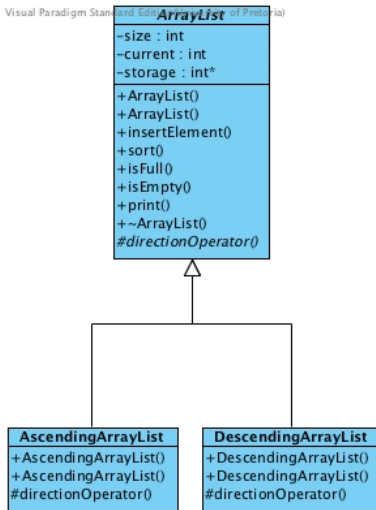 Visual Paradigm Standard Edition(University of Pretoria)
ArrayList
-size : int
-current : int
-storage : int*
+ArrayList()
+ArrayList()
+insertElement()
+sort()
+isFull()
+isEmpty()
+print()
+~ArrayList()
#directionOperator()
AscendingArrayList
+AscendingArrayList()
+AscendingArrayList()
#directionOperator()
DescendingArrayList
+DescendingArrayList()
+DescendingArrayList()
#directionOperator()